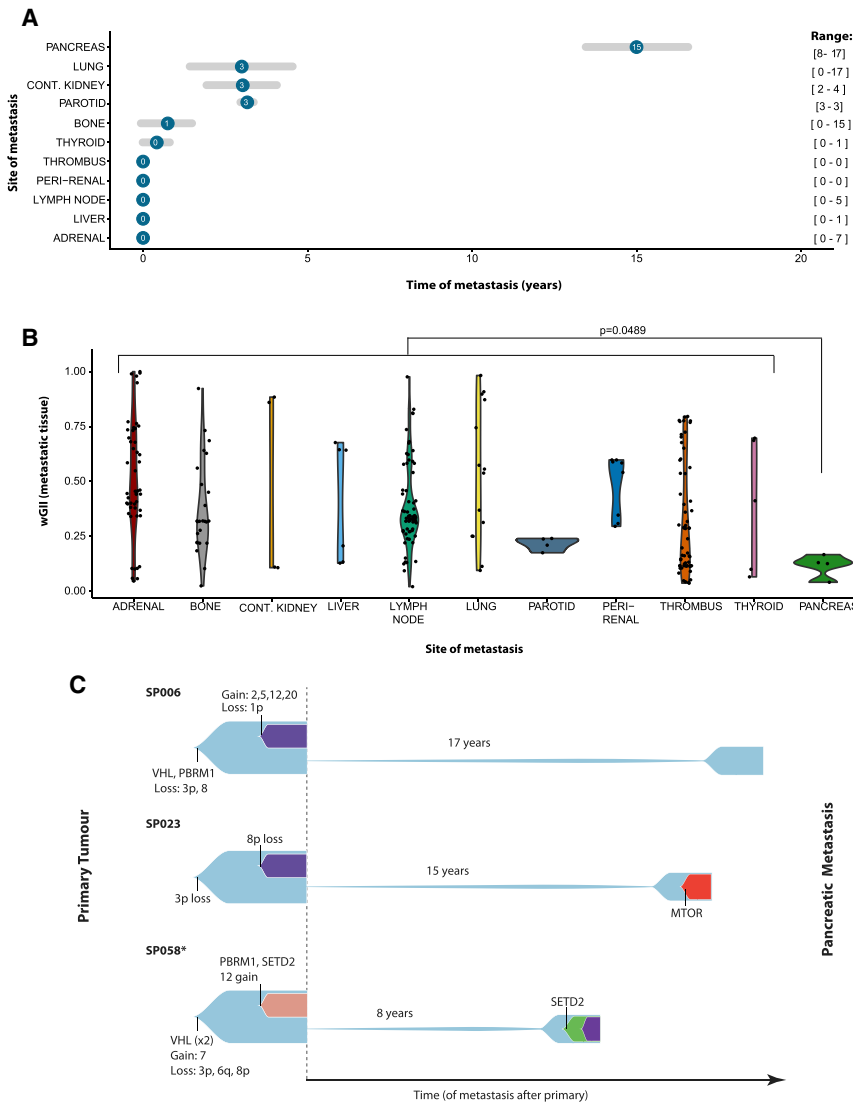 A
Range:
PANCREAS 15 [8- 17]
LUNG 3 [ 0 -17]
CONT. KIDNEY 3 [ 2 - 4 ]
PAROTID 3 [3 - 3]
BONE 1 [ 0 - 15 ]
THYROID 0 [ 0 - 1 ]
THROMBUS 0 [ 0 - 0 ]
PERI−RENAL 0 [ 0 - 0 ]
LYMPH NODE 0 [ 0 - 5 ]
LIVER 0 [ 0 - 1 ]
ADRENAL 0 [ 0 - 7 ]
Site of metastasis
0 5 10 15 20
Time of metastasis (years)
B
p=0.0489
1.00
0.75
0.50
0.25
0.00
wGII (metastatic tissue)
ADRENAL BONE CONT. KIDNEY LIVER LYMPH NODE LUNG PAROTID PERI− RENAL THROMBUS THYROID PANCREAS
Site of metastasis
C
SP006
Gain: 2,5,12,20
Loss: 1p
17 years
VHL, PBRM1
Loss: 3p, 8
SP023
8p loss
15 years
3p loss
MTOR
SP058*
PBRM1, SETD2
12 gain
SETD2
8 years
VHL (x2)
Gain: 7
Loss: 3p, 6q, 8p
Primary Tumour
Pancreatic Metastasis
Time (of metastasis after primary)